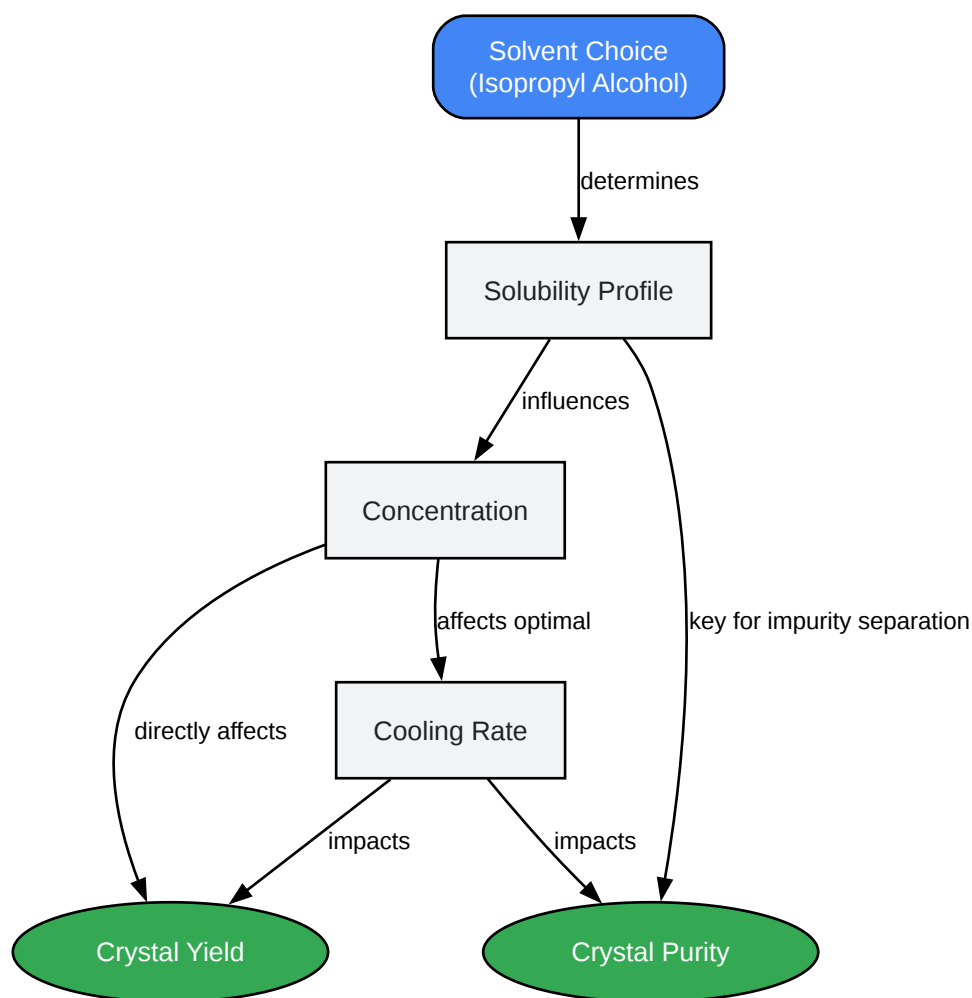 Solvent Choice
(Isopropyl Alcohol)
determines
Solubility Profile
influences
Concentration
affects optimal
key for impurity separation
Cooling Rate
directly affects
impacts
impacts
Crystal Yield
Crystal Purity